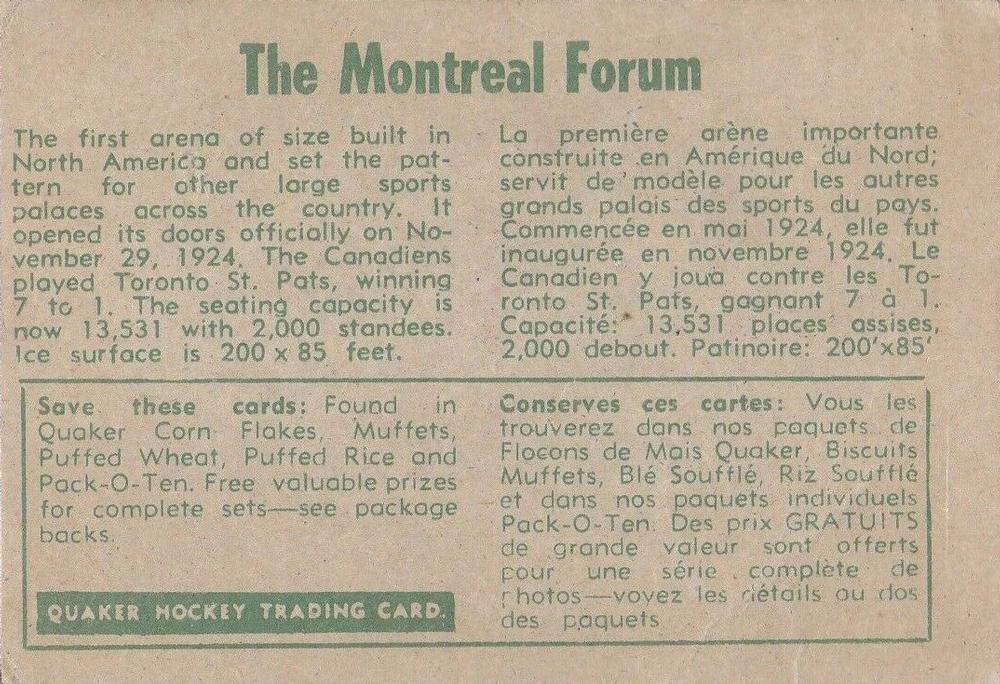 The Montreal Forum
The first arena of size built in
North America and set the pat-
tern for other large sports
palaces across the country. It
opened its doors officially on No-
vember 29, 1924. The Canadiens
played Toronto St. Pats, winning
7 to 1. The seating capacity is
now 13,531 with 2,000 standees.
Ice surface is 200 x 85 feet.
La première arène importante
construite en Amérique du Nord;
servit de modèle pour les autres
grands palais des sports du pays.
Commencée en mai 1924, elle fut
inaugurée en novembre 1924. Le
Canadien y joua contre les To-
ronto St. Pats, gagnant 7 à 1.
Capacité: 13,531 places assises,
2,000 debout. Patinoire: 200'x85'
Save these cards: Found in
Quaker Corn Flakes, Muffets,
Puffed Wheat, Puffed Rice and
Pack-O-Ten. Free valuable prizes
for complete sets—see package
backs.
QUAKER HOCKEY TRADING CARD.
Conserves ces cartes: Vous les
trouverez dans nos paquets de
Flocons de Mais Quaker, Biscuits
Muffets, Blé Soufflé, Riz Soufflé
et dans nos paquets individuels
Pack-O-Ten. Des prix GRATUITS
de grande valeur sont offerts
pour une série complète de
photos—voyez les détails au dos
des paquets